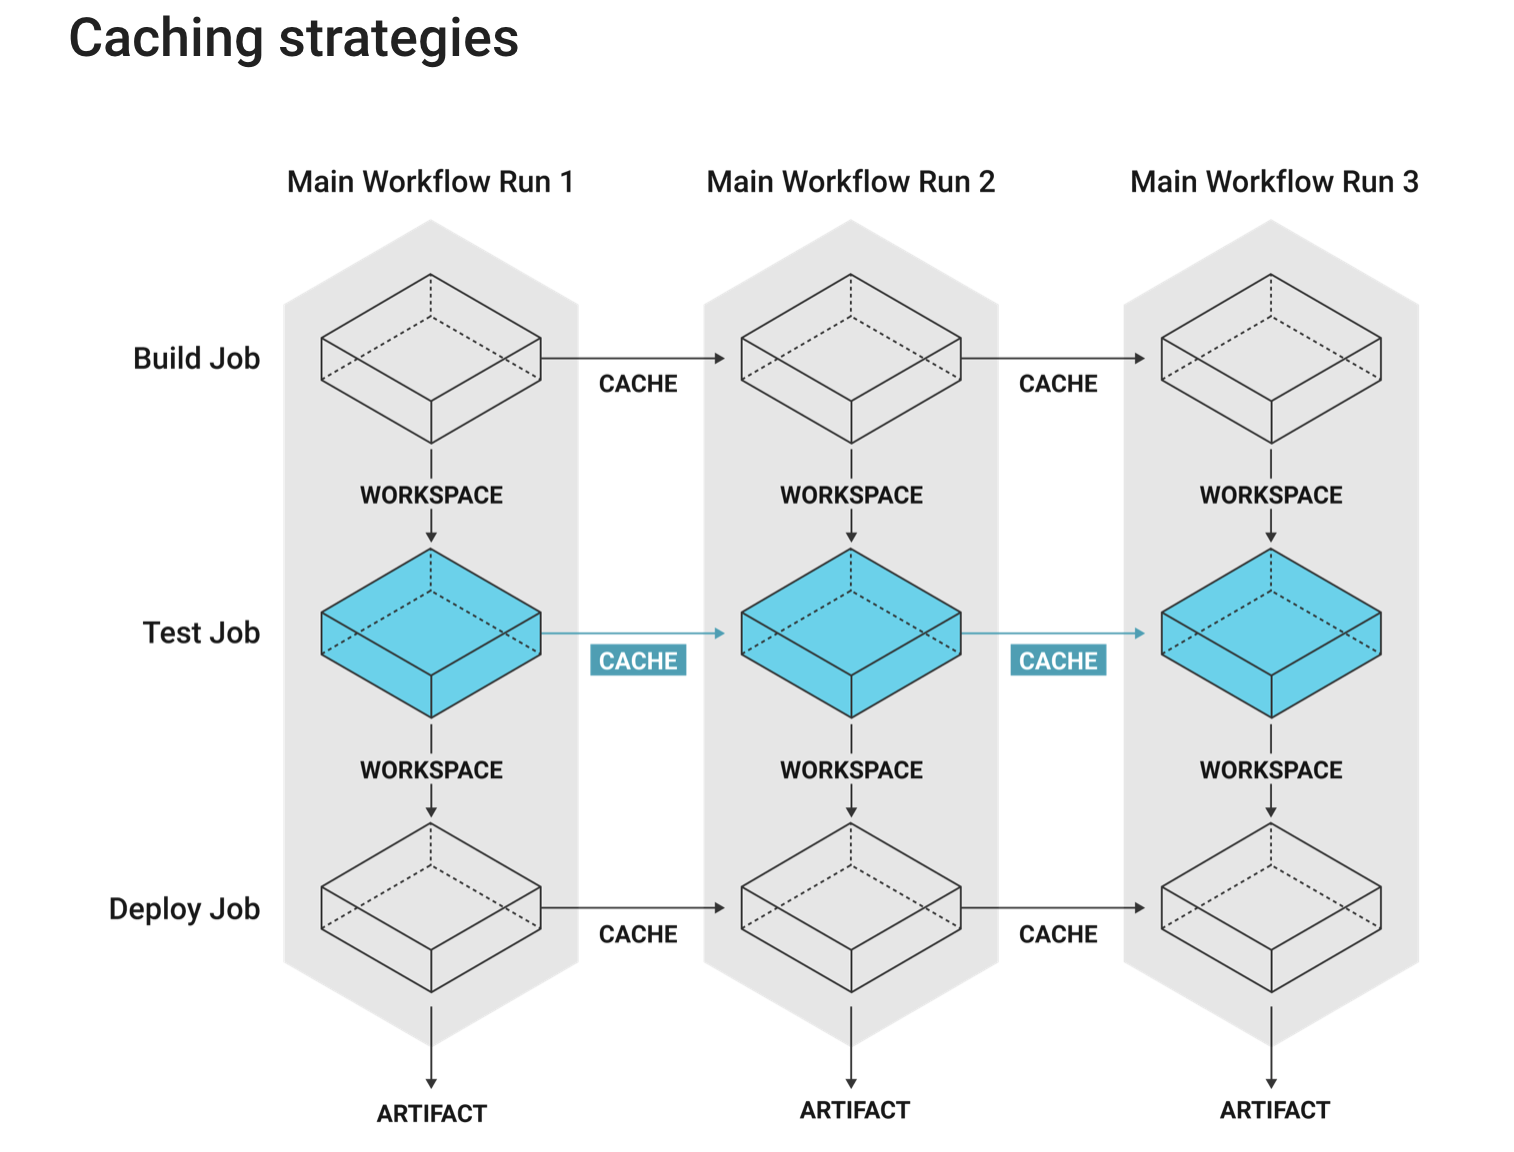 Caching strategies
Main Workflow Run 1
Main Workflow Run 2
Main Workflow Run 3
Build Job
CACHE
CACHE
WORKSPACE
WORKSPACE
WORKSPACE
Test Job
CACHE
CACHE
WORKSPACE
WORKSPACE
WORKSPACE
Deploy Job
CACHE
CACHE
ARTIFACT
ARTIFACT
ARTIFACT